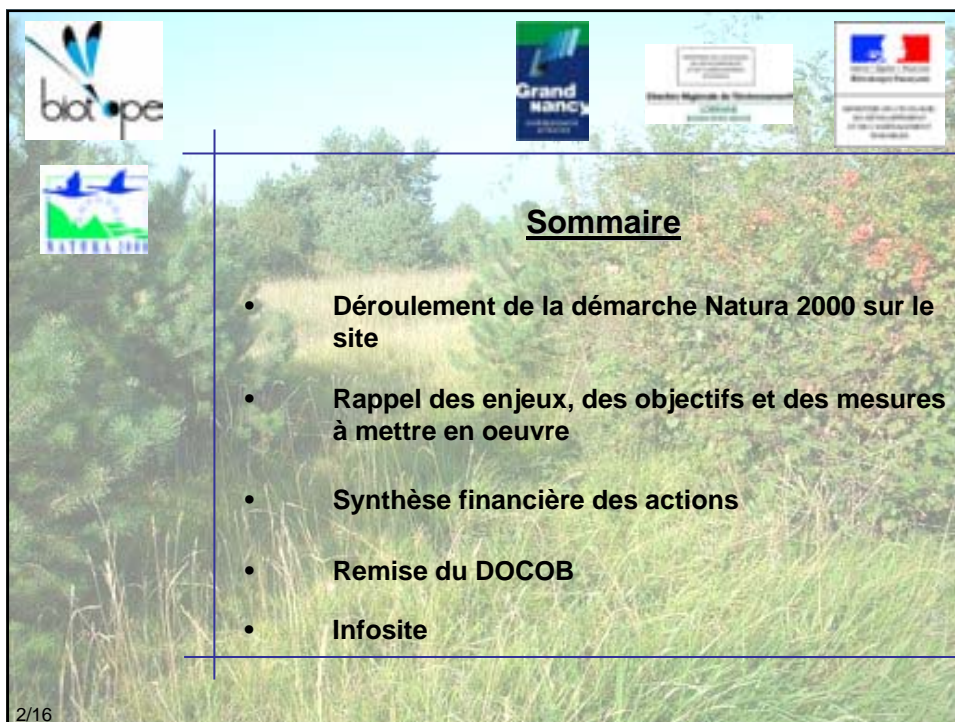 biotope
Grand
Nancy
NATURA 2000
Sommaire
• Déroulement de la démarche Natura 2000 sur le
site
• Rappel des enjeux, des objectifs et des mesures
à mettre en oeuvre
• Synthèse financière des actions
• Remise du DOCOB
• Infosite
2/16